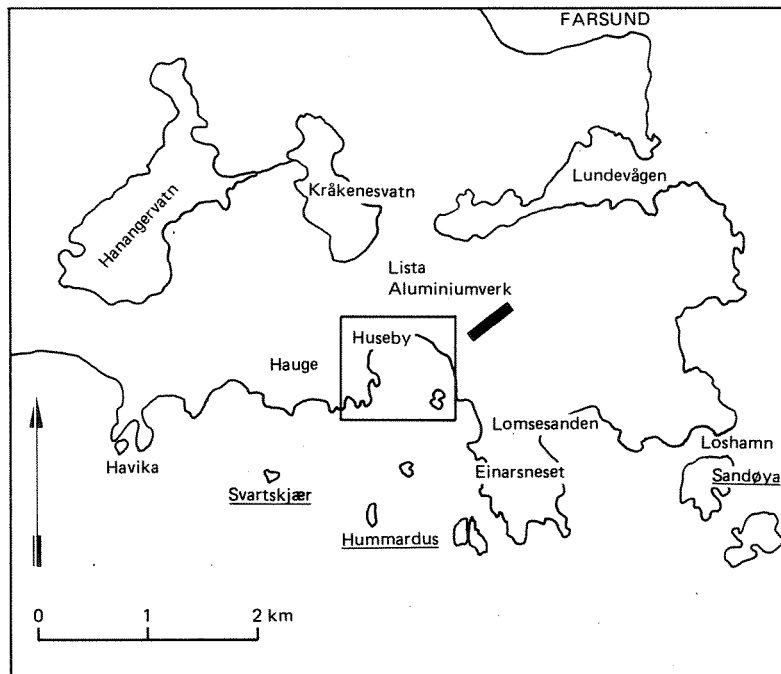 FARSUND
Lundevågen
Kråkenesvatn
Hanangervatn
Lista
Aluminiumverk
Huseby
Hauge
Lomsesanden
Loshamn
Havika
Einarsneset
Sandøya
Svartskjær
Hummardus
0 1 2 km